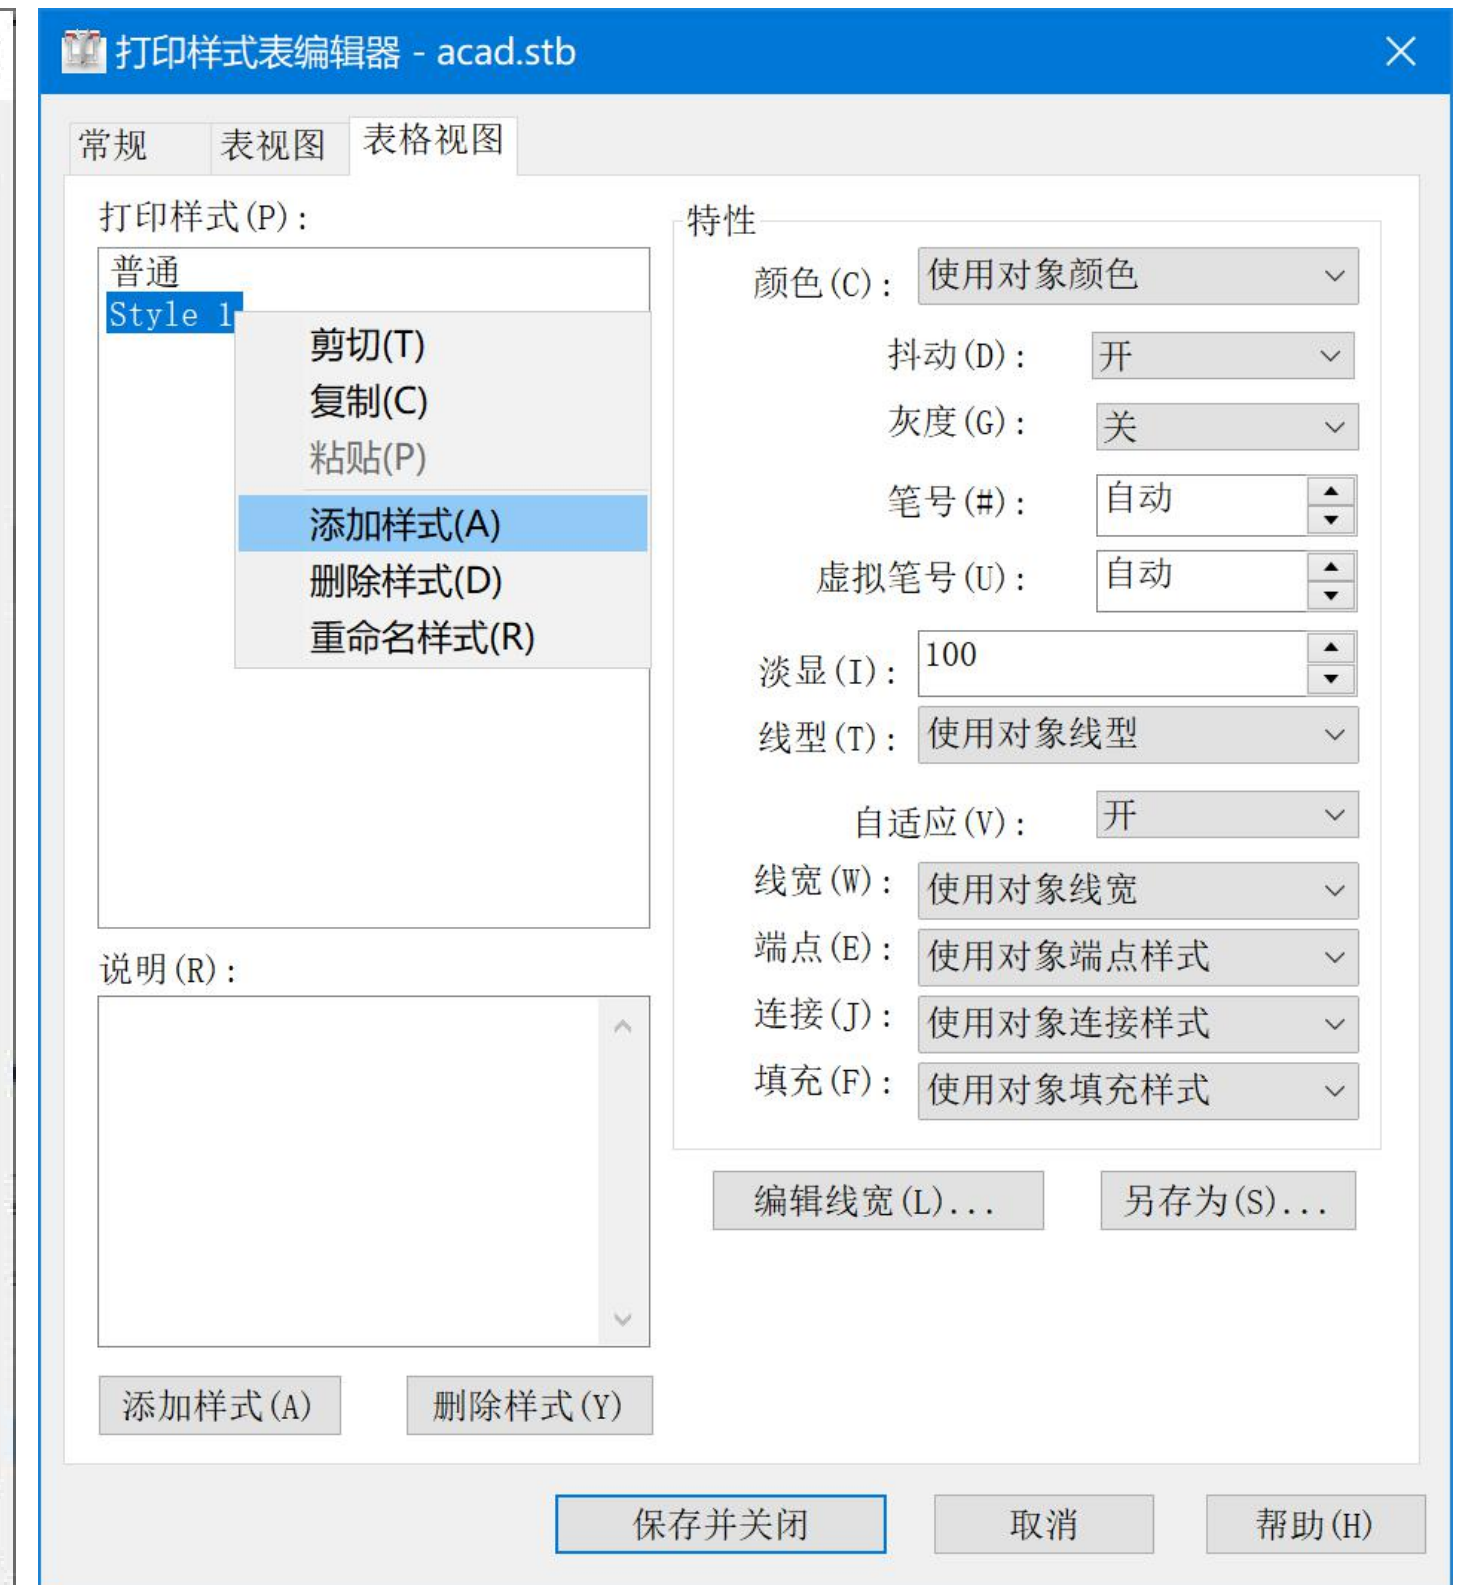 打印样式表编辑器 - acad.stb
常规 表视图 表格视图
打印样式(P):
普通
Style 1
剪切(T)
复制(C)
粘贴(P)
添加样式(A)
删除样式(D)
重命名样式(R)
说明(R):
添加样式(A) 删除样式(Y)
特性
颜色(C): 使用对象颜色
抖动(D): 开
灰度(G): 关
笔号(#): 自动
虚拟笔号(U): 自动
淡显(I): 100
线型(T): 使用对象线型
自适应(V): 开
线宽(W): 使用对象线宽
端点(E): 使用对象端点样式
连接(J): 使用对象连接样式
填充(F): 使用对象填充样式
编辑线宽(L)... 另存为(S)...
保存并关闭 取消 帮助(H)